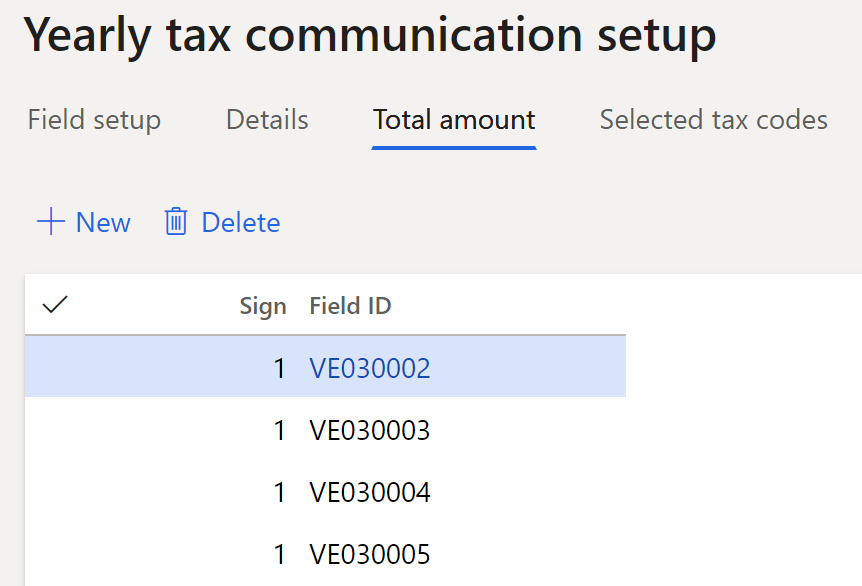 Yearly tax communication setup
Field setup Details Total amount Selected tax codes
New Delete
Sign Field ID
1 VE030002
1 VE030003
1 VE030004
1 VE030005